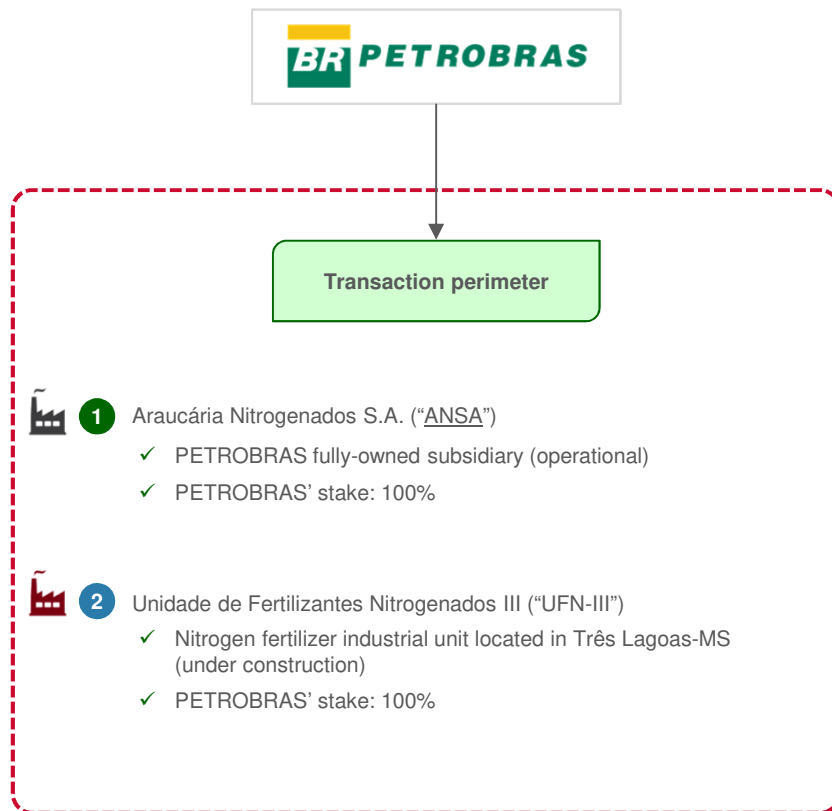 BR PETROBRAS
Transaction perimeter
1 Araucária Nitrogenados S.A. (“ANSA”)
✓ PETROBRAS fully-owned subsidiary (operational)
✓ PETROBRAS’ stake: 100%
2 Unidade de Fertilizantes Nitrogenados III (“UFN-III”)
✓ Nitrogen fertilizer industrial unit located in Três Lagoas-MS
(under construction)
✓ PETROBRAS’ stake: 100%